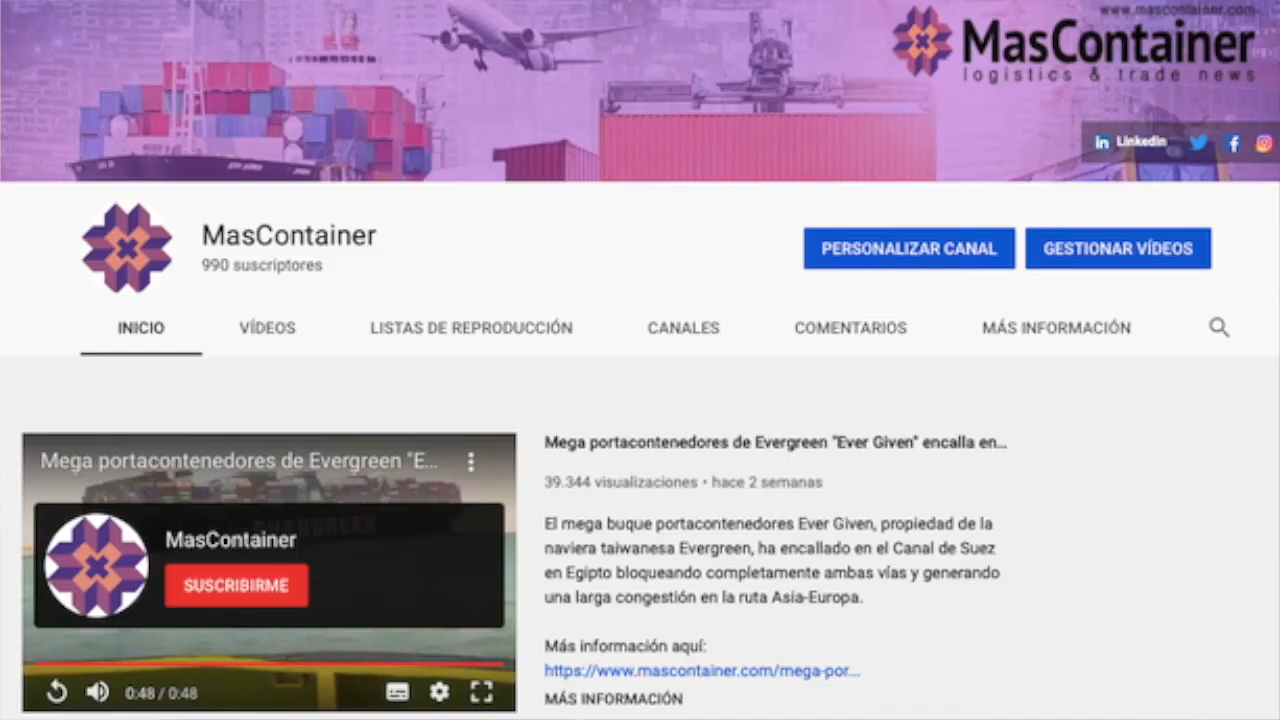 www.mascontainer.com
MasContainer
logistics & trade news
Linkedin
MasContainer
990 suscriptores
PERSONALIZAR CANAL
GESTIONAR VÍDEOS
INICIO
VÍDEOS
LISTAS DE REPRODUCCIÓN
CANALES
COMENTARIOS
MÁS INFORMACIÓN
Mega portacontenedores de Evergreen "E...
EVERGREEN
MasContainer
SUSCRIBIRME
0:48 / 0:48
Mega portacontenedores de Evergreen "Ever Given" encalla en...
39.344 visualizaciones • hace 2 semanas
El mega buque portacontenedores Ever Given, propiedad de la
naviera taiwanesa Evergreen, ha encallado en el Canal de Suez
en Egipto bloqueando completamente ambas vías y generando
una larga congestión en la ruta Asia-Europa.
Más información aquí:
https://www.mascontainer.com/mega-por...
MÁS INFORMACIÓN